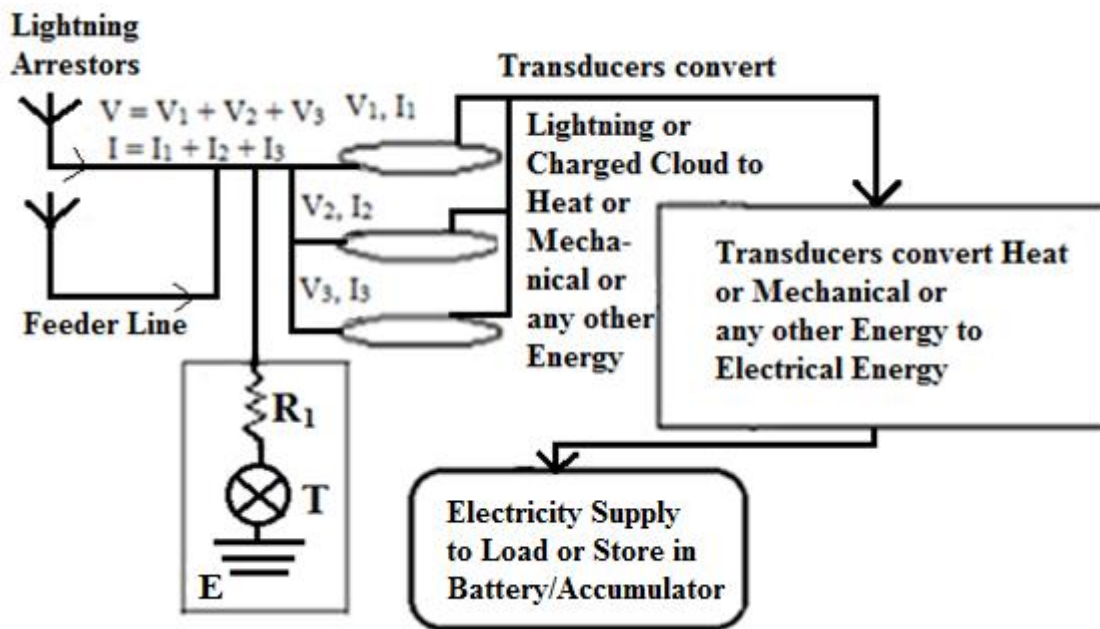 Lightning
Arrestors
V = V₁ + V₂ + V₃
I = I₁ + I₂ + I₃
V₁, I₁
V₂, I₂
V₃, I₃
Feeder Line
Transducers convert
Lightning or
Charged Cloud to
Heat or
Mecha-
nical or
any other
Energy
Transducers convert Heat
or Mechanical or
any other Energy to
Electrical Energy
R₁
T
E
Electricity Supply
to Load or Store in
Battery/Accumulator